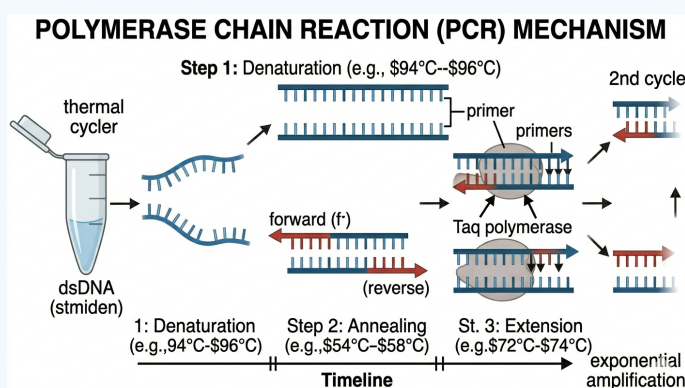 POLYMERASE CHAIN REACTION (PCR) MECHANISM
Step 1: Denaturation (e.g., $94°C--$96°C)
2nd cycle
thermal
cycler
primer
primers
forward (f')
Taq polymerase
dsDNA
(stmiden)
(reverse)
1: Denaturation
(e.g.,94°C-$96°C)
Step 2: Annealing
(e.g.,$54°C–$58°C)
St. 3: Extension
(e.g.$72°C-$74°C)
Timeline
exponential
amplification